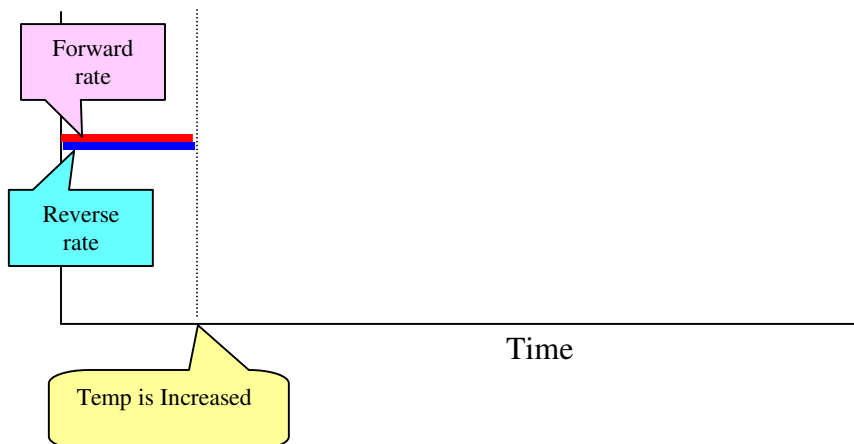 Forward
rate
Reverse
rate
Time
Temp is Increased